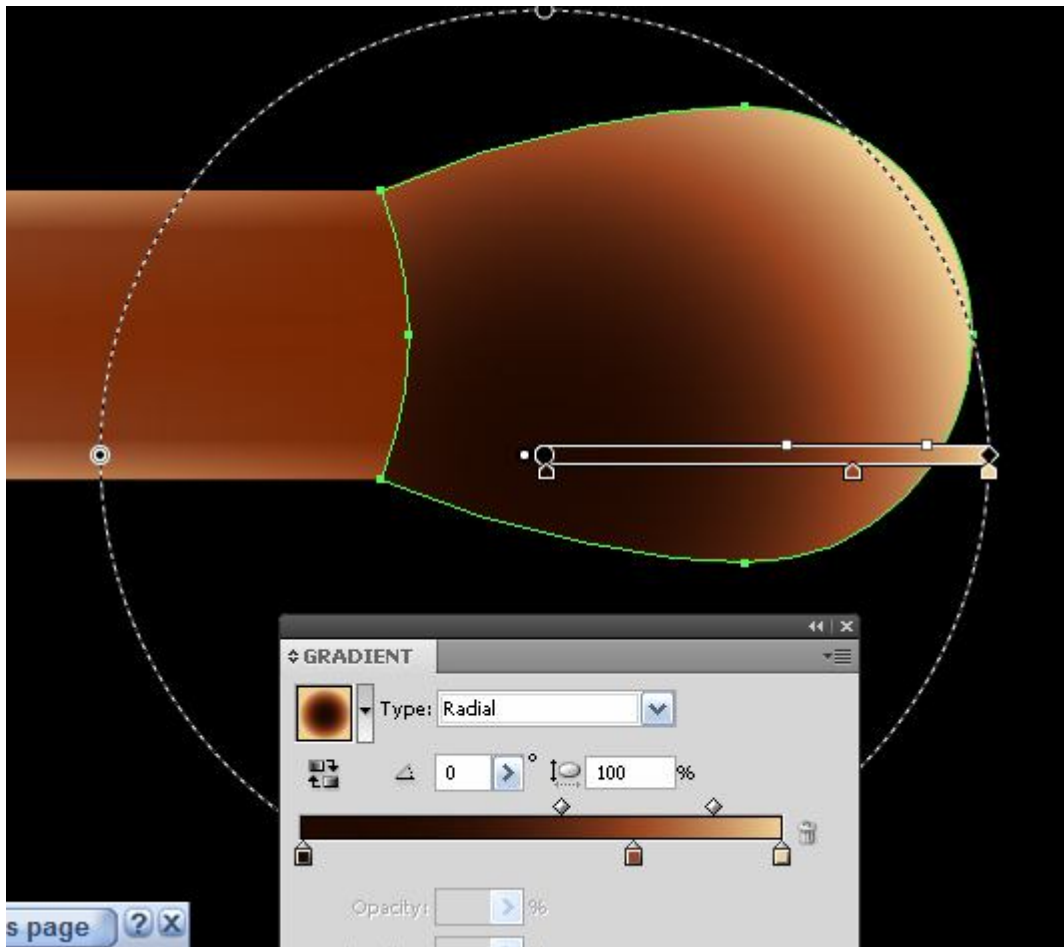 GRADIENT
Type: Radial
0 ° 100 %
Opacity: %
s page ? X